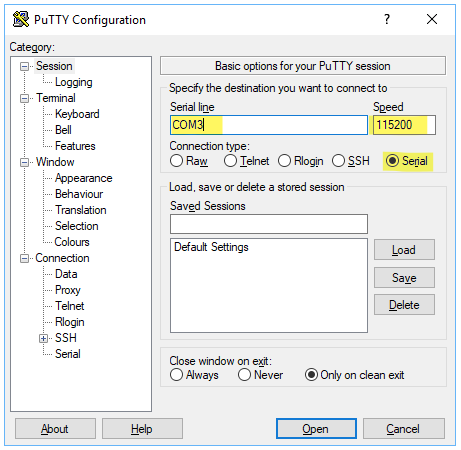 PuTTY Configuration
Category:
Session
Logging
Terminal
Keyboard
Bell
Features
Window
Appearance
Behaviour
Translation
Selection
Colours
Connection
Data
Proxy
Telnet
Rlogin
SSH
Serial
Basic options for your PuTTY session
Specify the destination you want to connect to
Serial line Speed
COM3 115200
Connection type:
Raw Telnet Rlogin SSH Serial
Load, save or delete a stored session
Saved Sessions
Default Settings
Load
Save
Delete
Close window on exit:
Always Never Only on clean exit
About Help Open Cancel